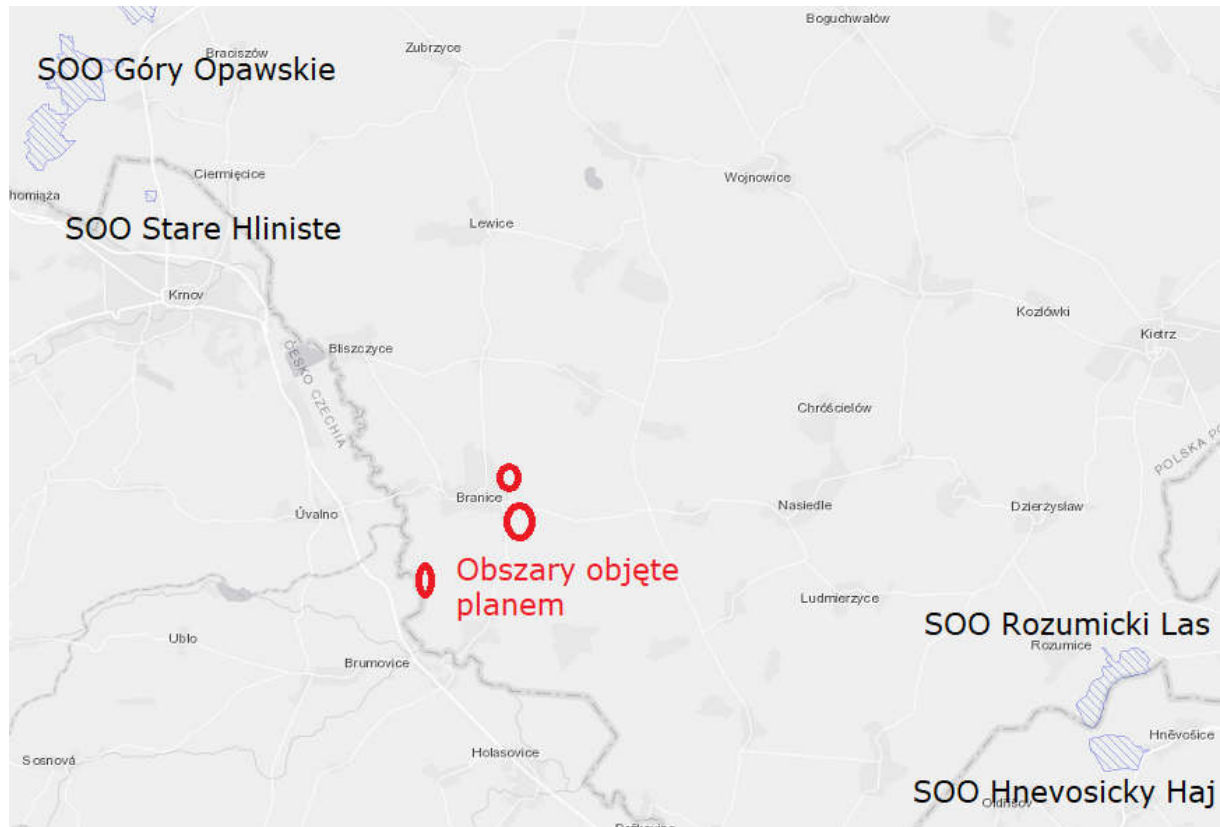 Boguchwałów
Zubrzyce
Braciszów
SOO Góry Opawskie
Ciermięcice
Wojnowice
SOO Stare Hliniste
Lewice
Krnov
Kozłówki
Kietrz
Bliszczyce
ČESKO CZECHIA
Chróścielów
POLSKA
Branice
Nasiedle
Dzierżysław
Úvalno
Obszary objęte
planem
Ludmierzyce
SOO Rozumicki Las
Ublo
Rozumice
Brumovice
Hněvošice
Holasovice
Sosnová
SOO Hnevosicky Haj